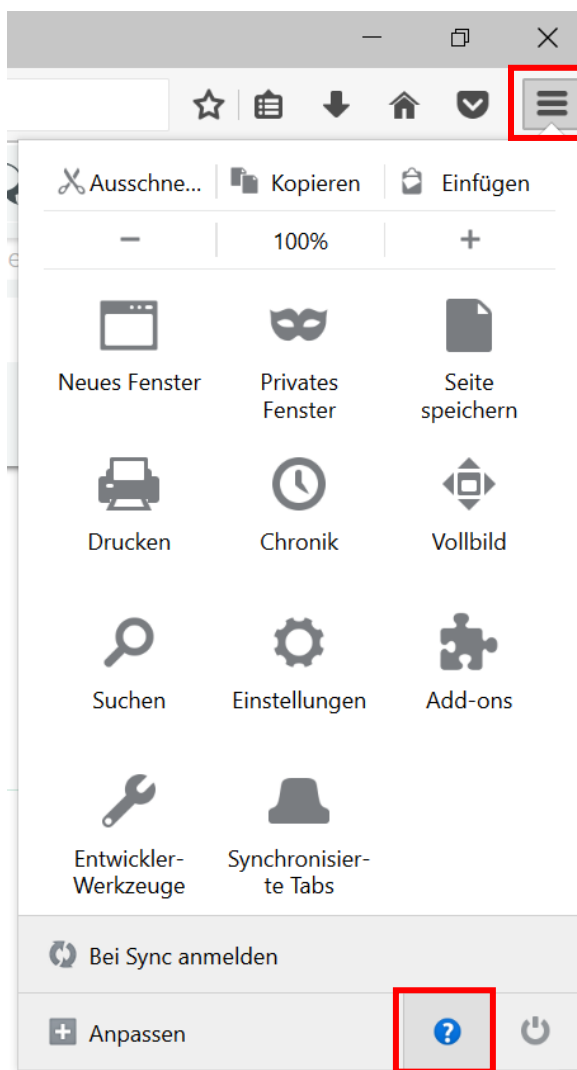 Ausschne... Kopieren Einfügen
− 100% +
Neues Fenster Privates Fenster Seite speichern
Drucken Chronik Vollbild
Suchen Einstellungen Add-ons
Entwickler-Werkzeuge Synchronisier-te Tabs
Bei Sync anmelden
Anpassen ?